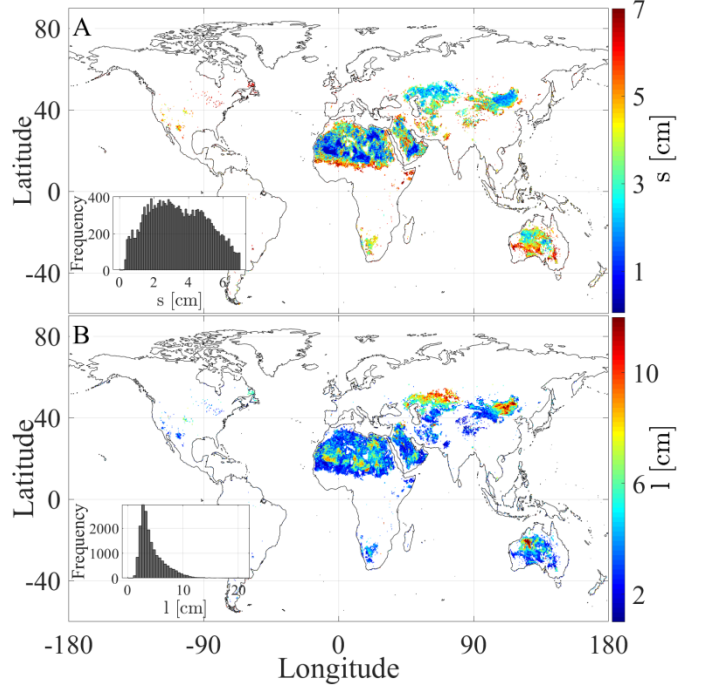 A
80
40
0
-40
Latitude
7
5
3
1
s [cm]
400
200
0
Frequency
0 2 4 6
s [cm]
B
80
40
0
-40
Latitude
10
6
2
l [cm]
2000
1000
0
Frequency
0 10 20
l [cm]
-180 -90 0 90 180
Longitude